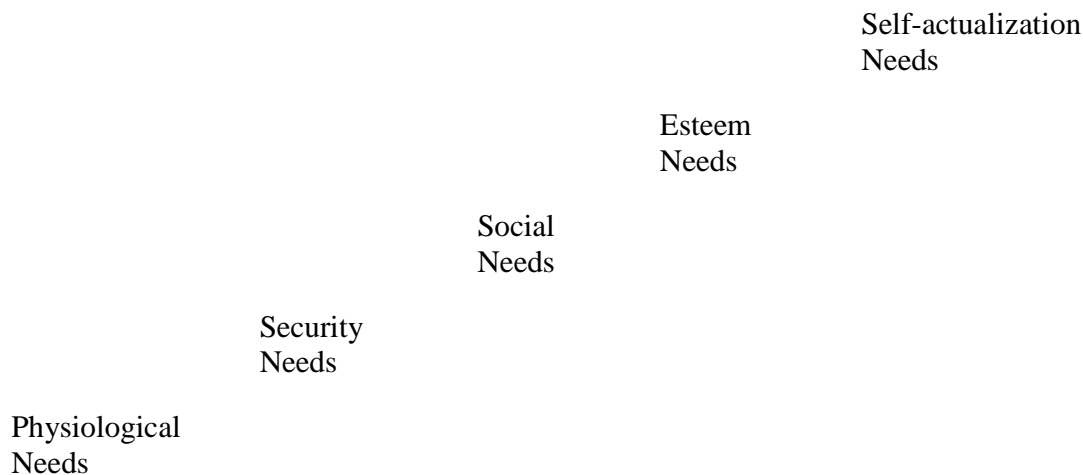 Self-actualization
Needs
Esteem
Needs
Social
Needs
Security
Needs
Physiological
Needs